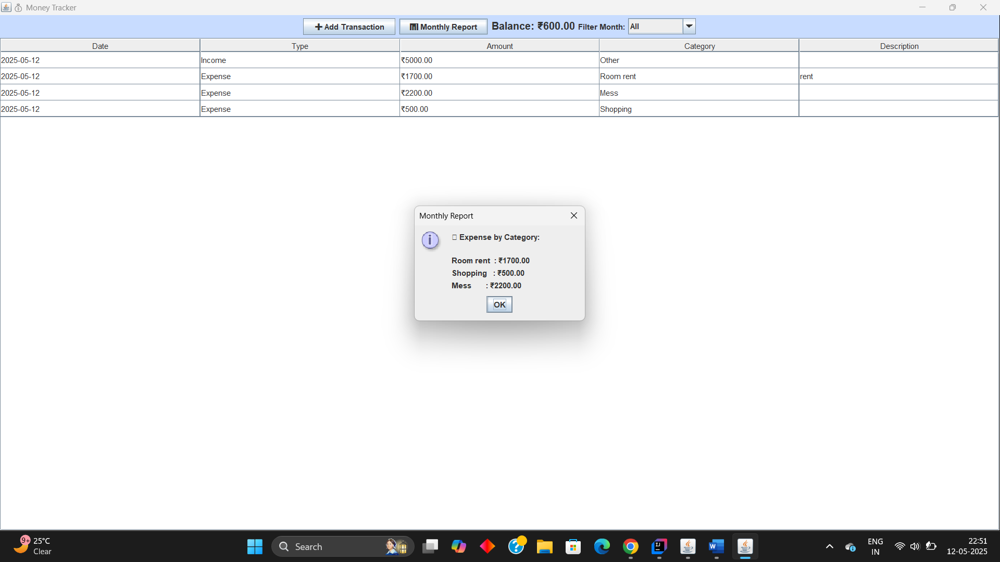 Money Tracker
Add Transaction Monthly Report Balance: ₹600.00 Filter Month: All
Date Type Amount Category Description
2025-05-12 Income ₹5000.00 Other
2025-05-12 Expense ₹1700.00 Room rent rent
2025-05-12 Expense ₹2200.00 Mess
2025-05-12 Expense ₹500.00 Shopping
Monthly Report
Expense by Category:
Room rent : ₹1700.00
Shopping : ₹500.00
Mess : ₹2200.00
OK
9+ 25°C
Clear
Search
ENG
IN
22:51
12-05-2025